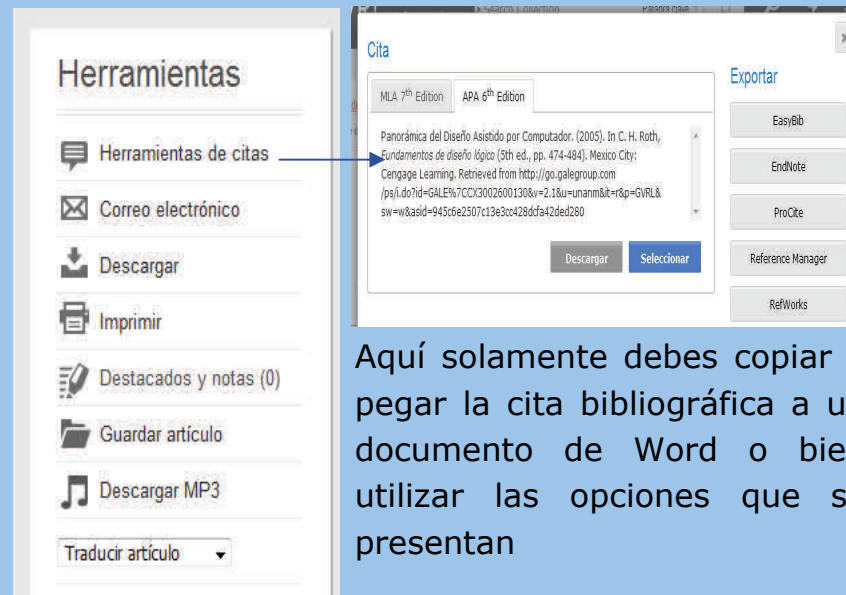 Herramientas
Herramientas de citas
Correo electrónico
Descargar
Imprimir
Destacados y notas (0)
Guardar artículo
Descargar MP3
Traducir artículo
Search Collection
Palabra clave
Cita
MLA 7th Edition
APA 6th Edition
Panorámica del Diseño Asistido por Computador. (2005). In C. H. Roth,
Fundamentos de diseño lógico (5th ed., pp. 474-484). Mexico City:
Cengage Learning. Retrieved from http://go.galegroup.com
/ps/i.do?id=GALE%7CCX3002600130&v=2.1&u=unanm&it=r&p=GVRL&
sw=w&asid=945c6e2507c13e3cc428dcfa42ded280
Descargar
Seleccionar
Exportar
EasyBib
EndNote
ProCite
Reference Manager
RefWorks
Aquí solamente debes copiar
pegar la cita bibliográfica a u
documento de Word o bie
utilizar las opciones que s
presentan